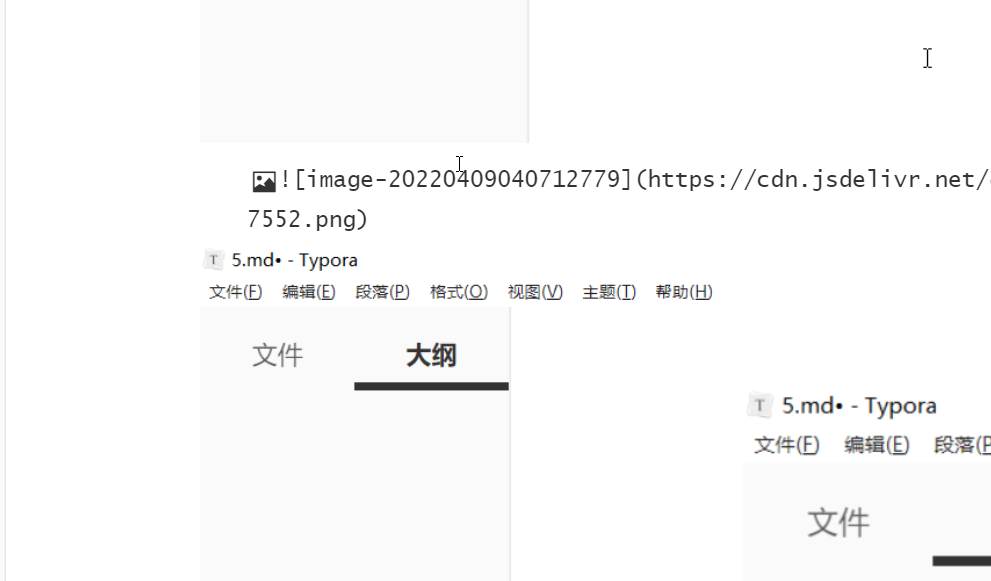 ![image-20220409040712779](https://cdn.jsdelivr.net/
7552.png)
T 5.md• - Typora
文件(F) 编辑(E) 段落(P) 格式(O) 视图(V) 主题(T) 帮助(H)
文件 大纲
T 5.md• - Typora
文件(F) 编辑(E) 段落(P
文件